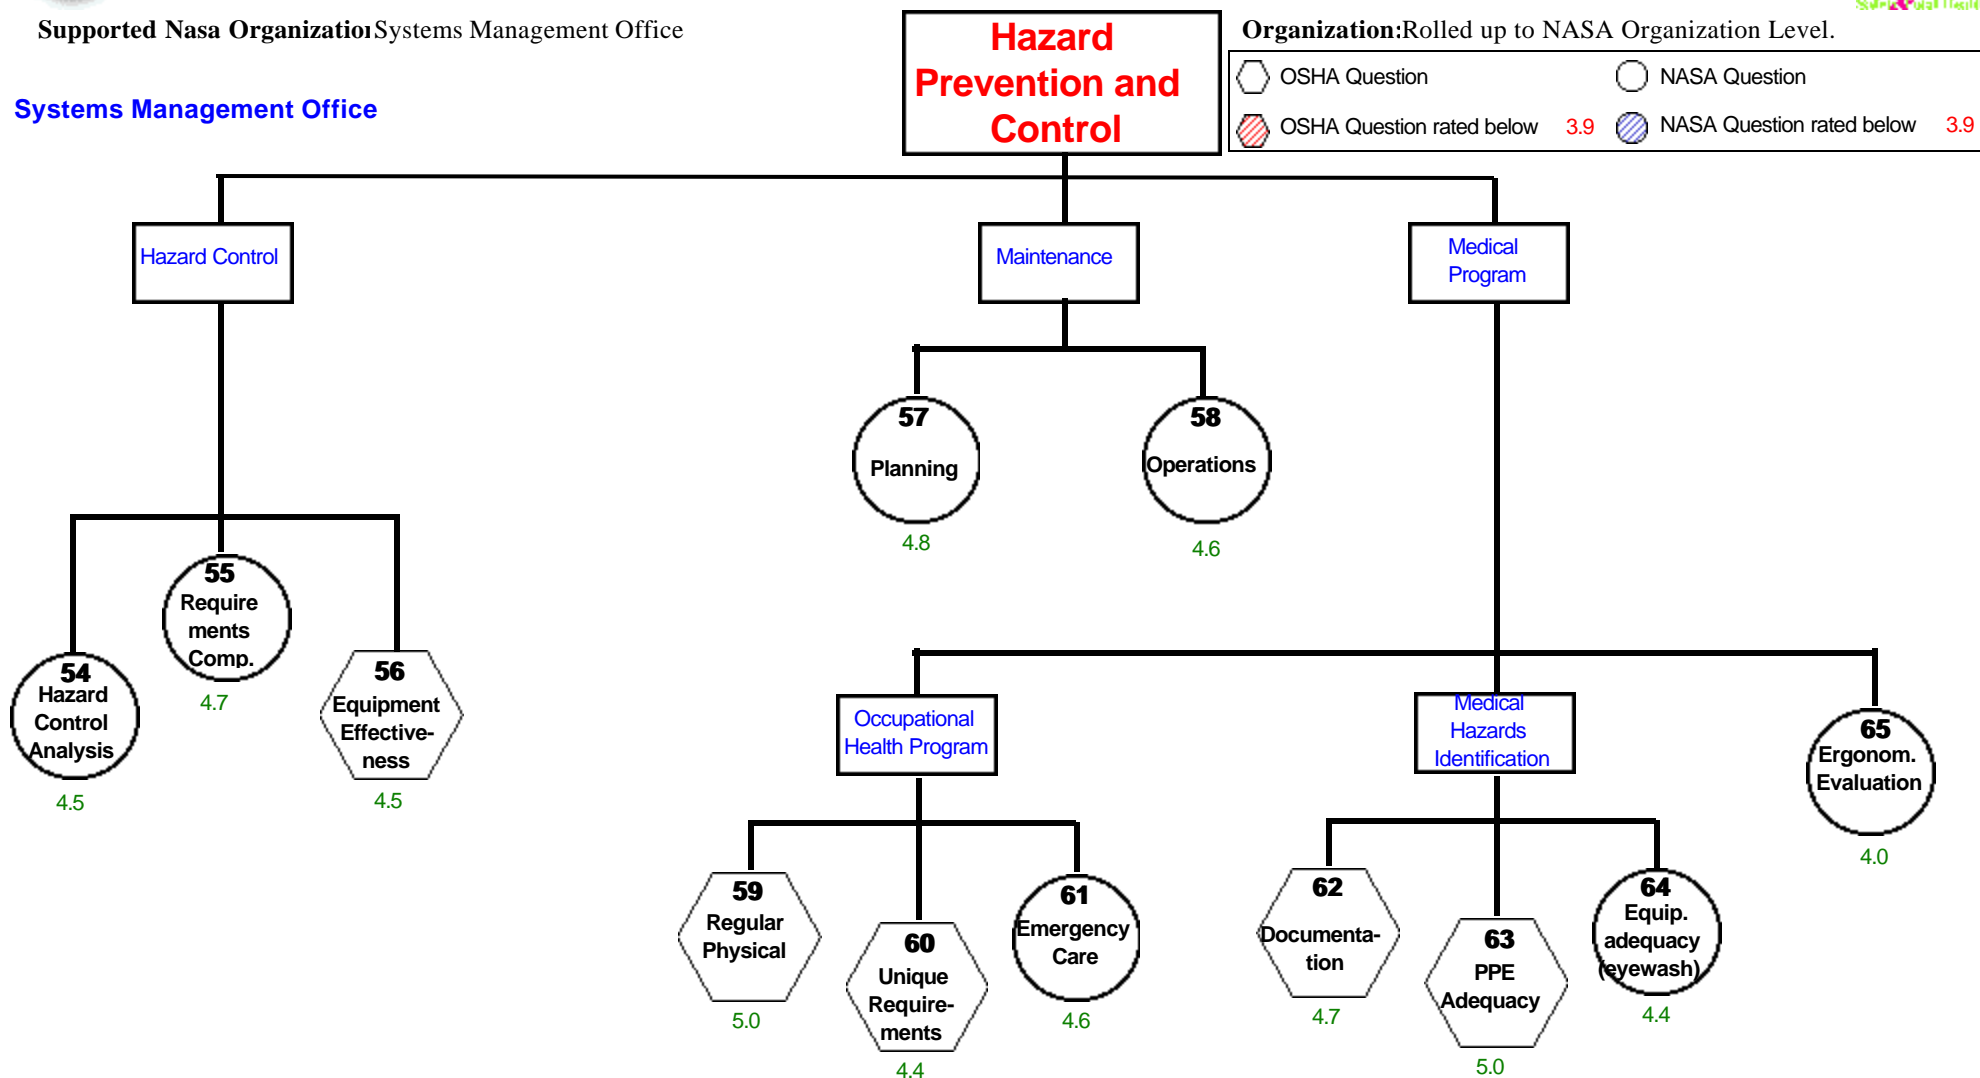 Supported Nasa Organization Systems Management Office
Organization:Rolled up to NASA Organization Level.
Hazard
Prevention and
Control
OSHA Question
NASA Question
OSHA Question rated below 3.9
NASA Question rated below 3.9
Systems Management Office
Hazard Control
Maintenance
Medical
Program
57
Planning
4.8
58
Operations
4.6
54
Hazard
Control
Analysis
4.5
55
Require
ments
Comp.
4.7
56
Equipment
Effective-
ness
4.5
Occupational
Health Program
Medical
Hazards
Identification
65
Ergonom.
Evaluation
4.0
59
Regular
Physical
5.0
60
Unique
Require-
ments
4.4
61
Emergency
Care
4.6
62
Documenta-
tion
4.7
63
PPE
Adequacy
5.0
64
Equip.
adequacy
(eyewash)
4.4